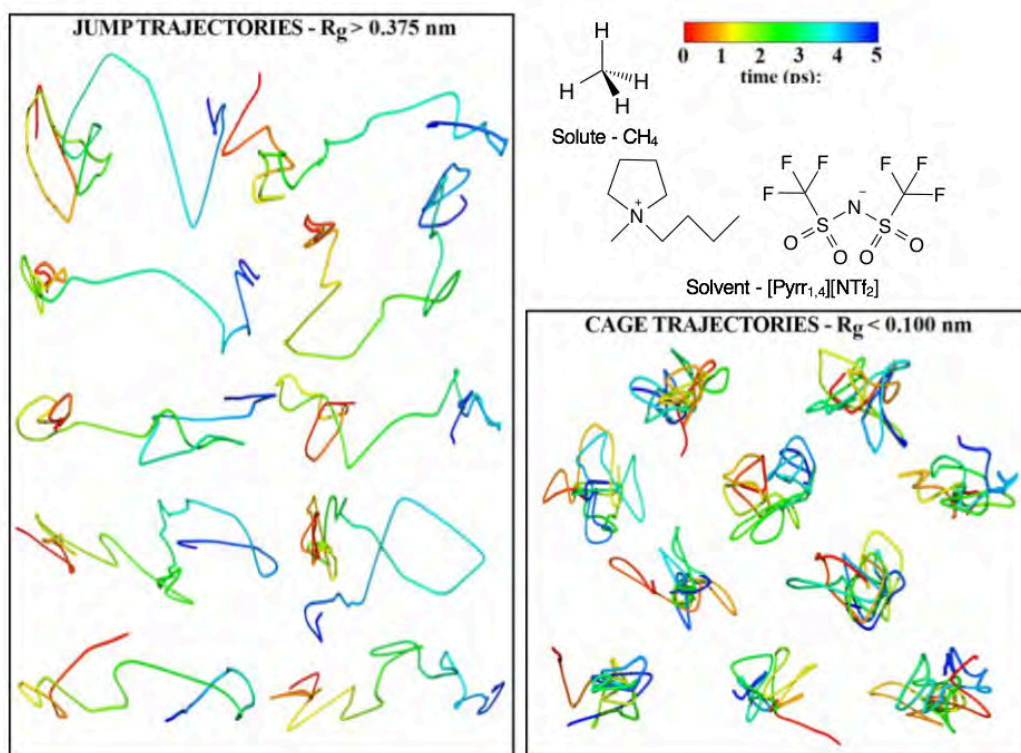 JUMP TRAJECTORIES - Rg > 0.375 nm
H
H
H
H
Solute - CH4
0 1 2 3 4 5
time (ps):
N
+
F
F
F
F
F
F
N
−
S
S
O
O
O
O
Solvent - [Pyrr1,4][NTf2]
CAGE TRAJECTORIES - Rg < 0.100 nm